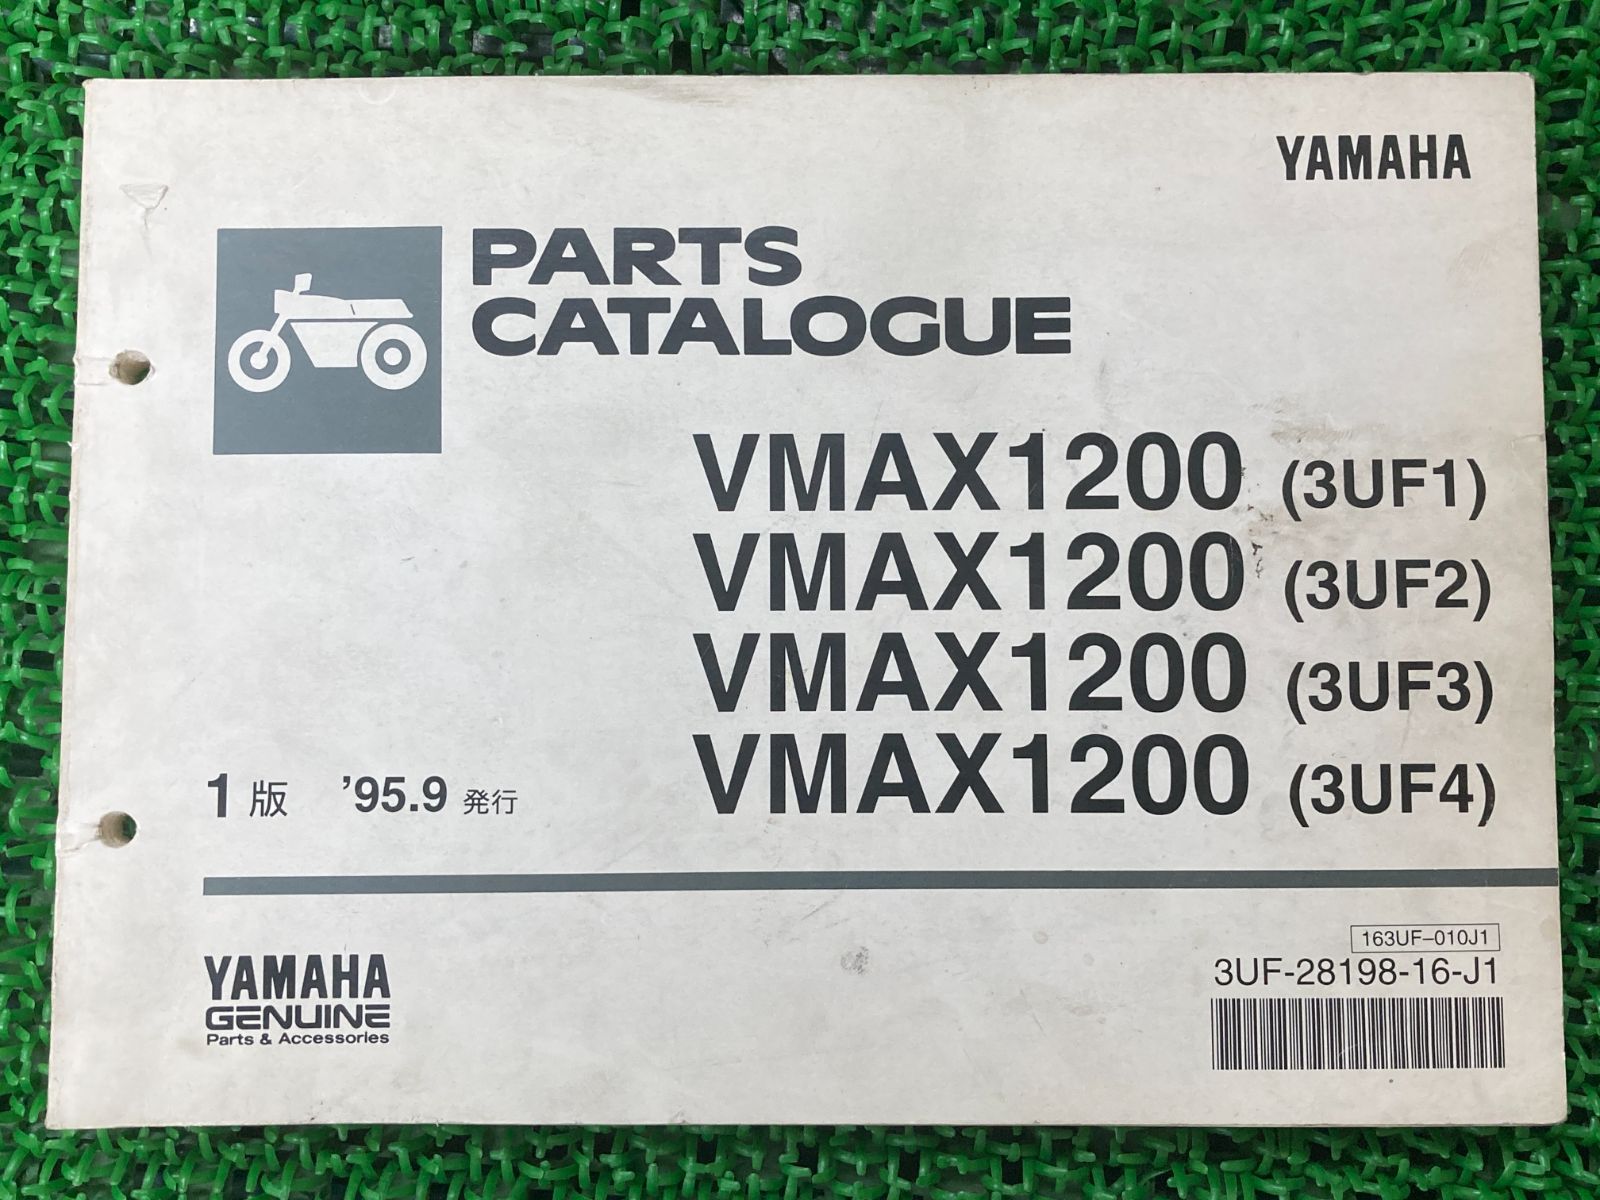 YAMAHA
PARTS
CATALOGUE
VMAX1200 (3UF1)
VMAX1200 (3UF2)
VMAX1200 (3UF3)
VMAX1200 (3UF4)
1版 '95.9 発行
163UF-010J1
3UF-28198-16-J1
YAMAHA
GENUINE
Parts & Accessories